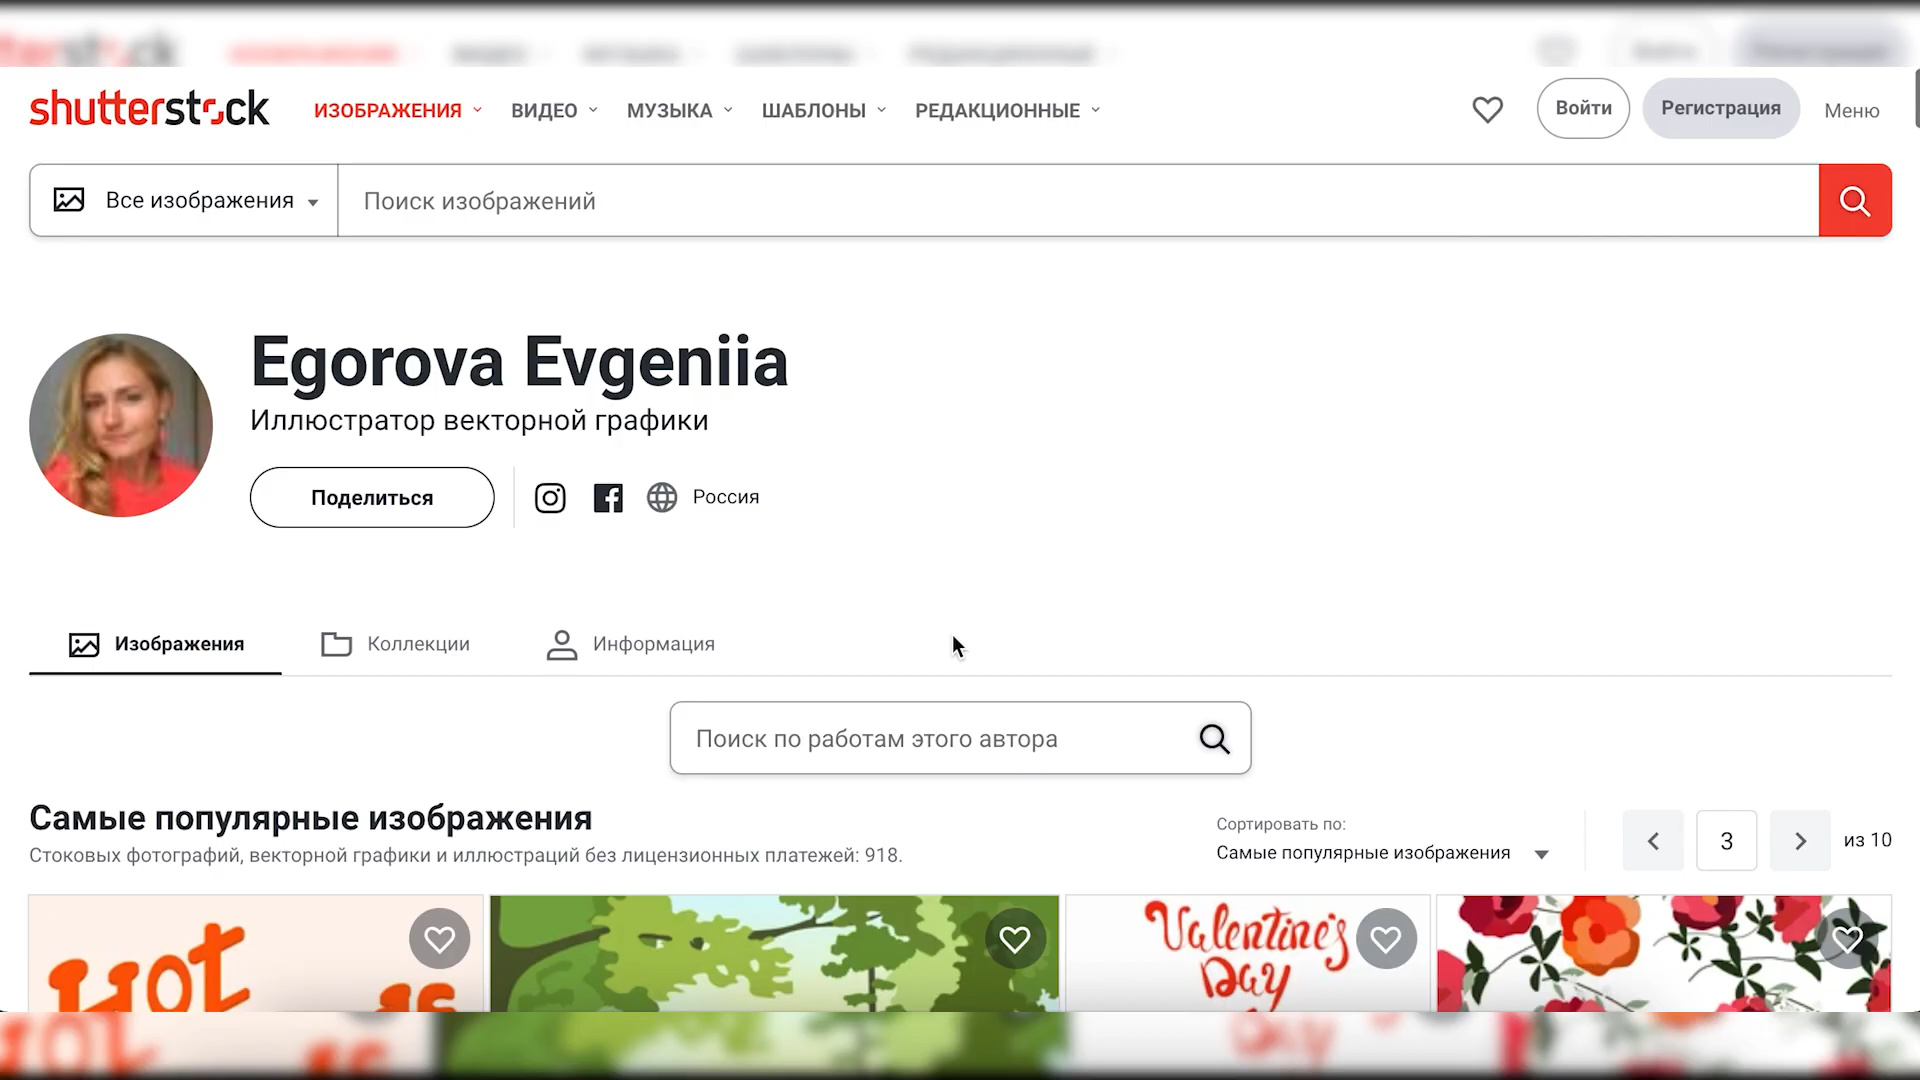 shutterstock
ИЗОБРАЖЕНИЯ ВИДЕО МУЗЫКА ШАБЛОНЫ РЕДАКЦИОННЫЕ
Войти Регистрация Меню
Все изображения Поиск изображений
Egorova Evgeniia
Иллюстратор векторной графики
Поделиться Россия
Изображения Коллекции Информация
Поиск по работам этого автора
Самые популярные изображения
Стоковых фотографий, векторной графики и иллюстраций без лицензионных платежей: 918.
Сортировать по:
Самые популярные изображения
3 из 10
Hot
Valentine's
Day